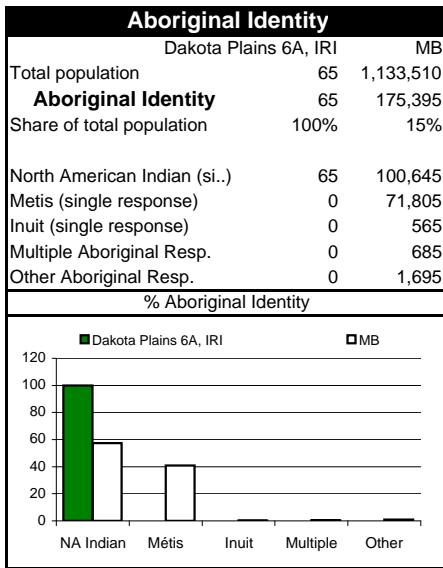 Aboriginal Identity
Dakota Plains 6A, IRI MB
Total population 65 1,133,510
Aboriginal Identity 65 175,395
Share of total population 100% 15%
North American Indian (si..) 65 100,645
Metis (single response) 0 71,805
Inuit (single response) 0 565
Multiple Aboriginal Resp. 0 685
Other Aboriginal Resp. 0 1,695
% Aboriginal Identity
Dakota Plains 6A, IRI MB
120
100
80
60
40
20
0
NA Indian Métis Inuit Multiple Other